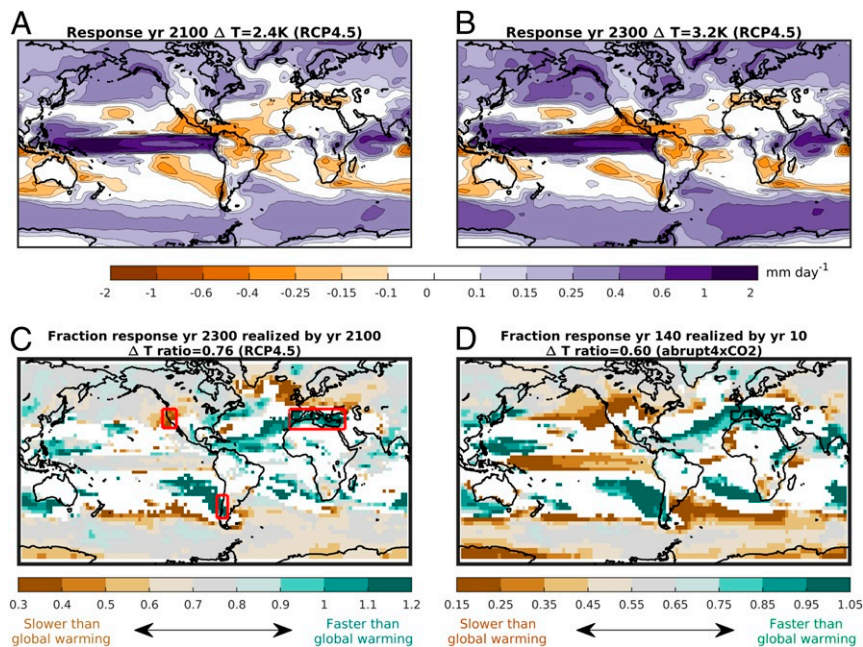 A
Response yr 2100 Δ T=2.4K (RCP4.5)
B
Response yr 2300 Δ T=3.2K (RCP4.5)
-2 -1 -0.6 -0.4 -0.25 -0.15 -0.1 0 0.1 0.15 0.25 0.4 0.6 1 2
mm day-1
C
Fraction response yr 2300 realized by yr 2100
Δ T ratio=0.76 (RCP4.5)
D
Fraction response yr 140 realized by yr 10
Δ T ratio=0.60 (abrupt4xCO2)
0.3 0.4 0.5 0.6 0.7 0.8 0.9 1 1.1 1.2
Slower than
global warming
Faster than
global warming
0.15 0.25 0.35 0.45 0.55 0.65 0.75 0.85 0.95 1.05
Slower than
global warming
Faster than
global warming